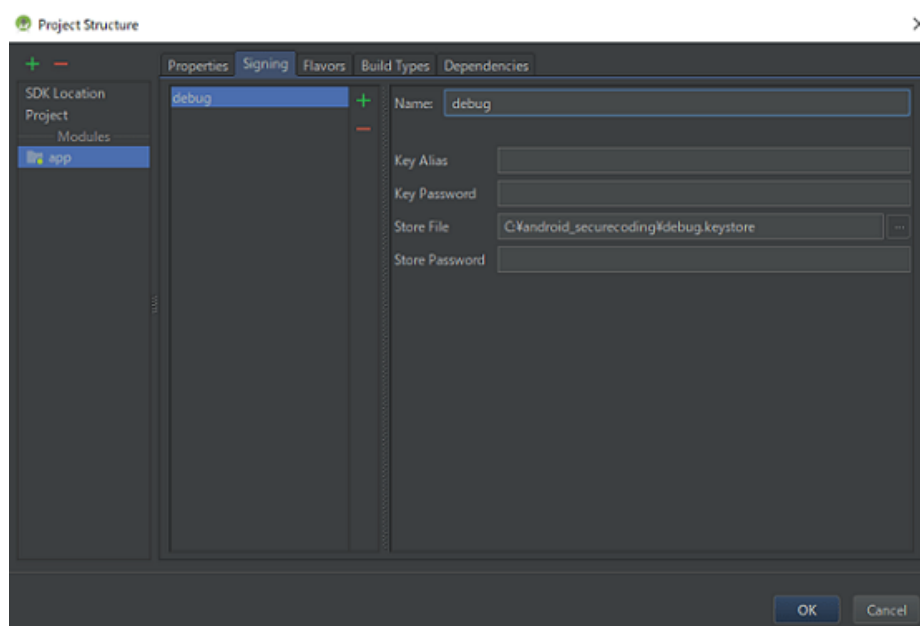 Project Structure
Properties Signing Flavors Build Types Dependencies
SDK Location
Project
Modules
app
debug
Name: debug
Key Alias
Key Password
Store File C:¥android_securecoding¥debug.keystore ...
Store Password
OK Cancel